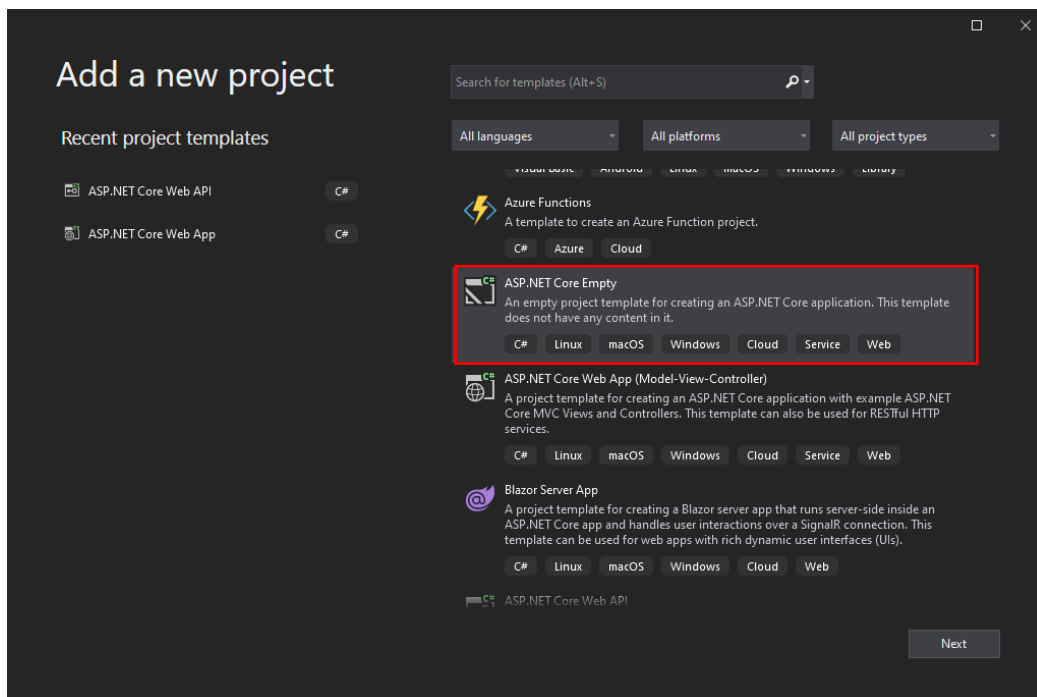 Add a new project
Search for templates (Alt+S)
Recent project templates
All languages
All platforms
All project types
ASP.NET Core Web API
C#
ASP.NET Core Web App
C#
Visual Basic Android Linux macOS Windows Library
Azure Functions
A template to create an Azure Function project.
C# Azure Cloud
C#
ASP.NET Core Empty
An empty project template for creating an ASP.NET Core application. This template
does not have any content in it.
C# Linux macOS Windows Cloud Service Web
C#
ASP.NET Core Web App (Model-View-Controller)
A project template for creating an ASP.NET Core application with example ASP.NET
Core MVC Views and Controllers. This template can also be used for RESTful HTTP
services.
C# Linux macOS Windows Cloud Service Web
Blazor Server App
A project template for creating a Blazor server app that runs server-side inside an
ASP.NET Core app and handles user interactions over a SignalR connection. This
template can be used for web apps with rich dynamic user interfaces (UIs).
C# Linux macOS Windows Cloud Web
C#
ASP.NET Core Web API
Next